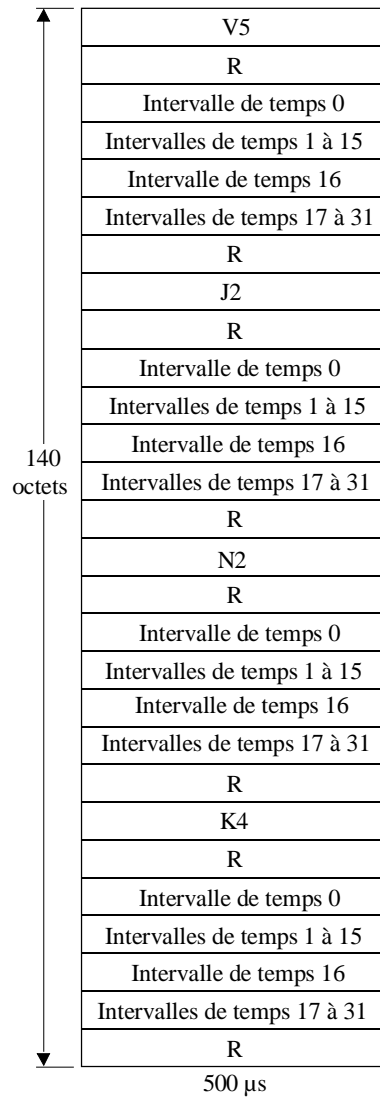 V5
R
Intervalle de temps 0
Intervalles de temps 1 à 15
Intervalle de temps 16
Intervalles de temps 17 à 31
R
J2
R
Intervalle de temps 0
Intervalles de temps 1 à 15
Intervalle de temps 16
140
octets
Intervalles de temps 17 à 31
R
N2
R
Intervalle de temps 0
Intervalles de temps 1 à 15
Intervalle de temps 16
Intervalles de temps 17 à 31
R
K4
R
Intervalle de temps 0
Intervalles de temps 1 à 15
Intervalle de temps 16
Intervalles de temps 17 à 31
R
500 µs